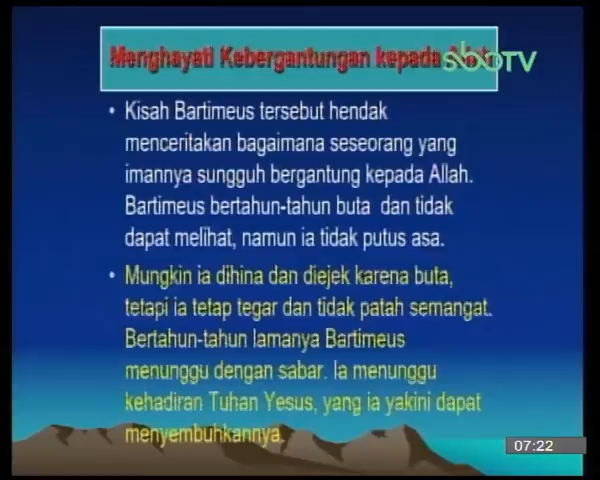 Menghayati Kebergantungan kepada Allah
sboTV
• Kisah Bartimeus tersebut hendak
menceritakan bagaimana seseorang yang
imannya sungguh bergantung kepada Allah.
Bartimeus bertahun-tahun buta dan tidak
dapat melihat, namun ia tidak putus asa.
• Mungkin ia dihina dan diejek karena buta,
tetapi ia tetap tegar dan tidak patah semangat.
Bertahun-tahun lamanya Bartimeus
menunggu dengan sabar. Ia menunggu
kehadiran Tuhan Yesus, yang ia yakini dapat
menyembuhkannya.
07:22